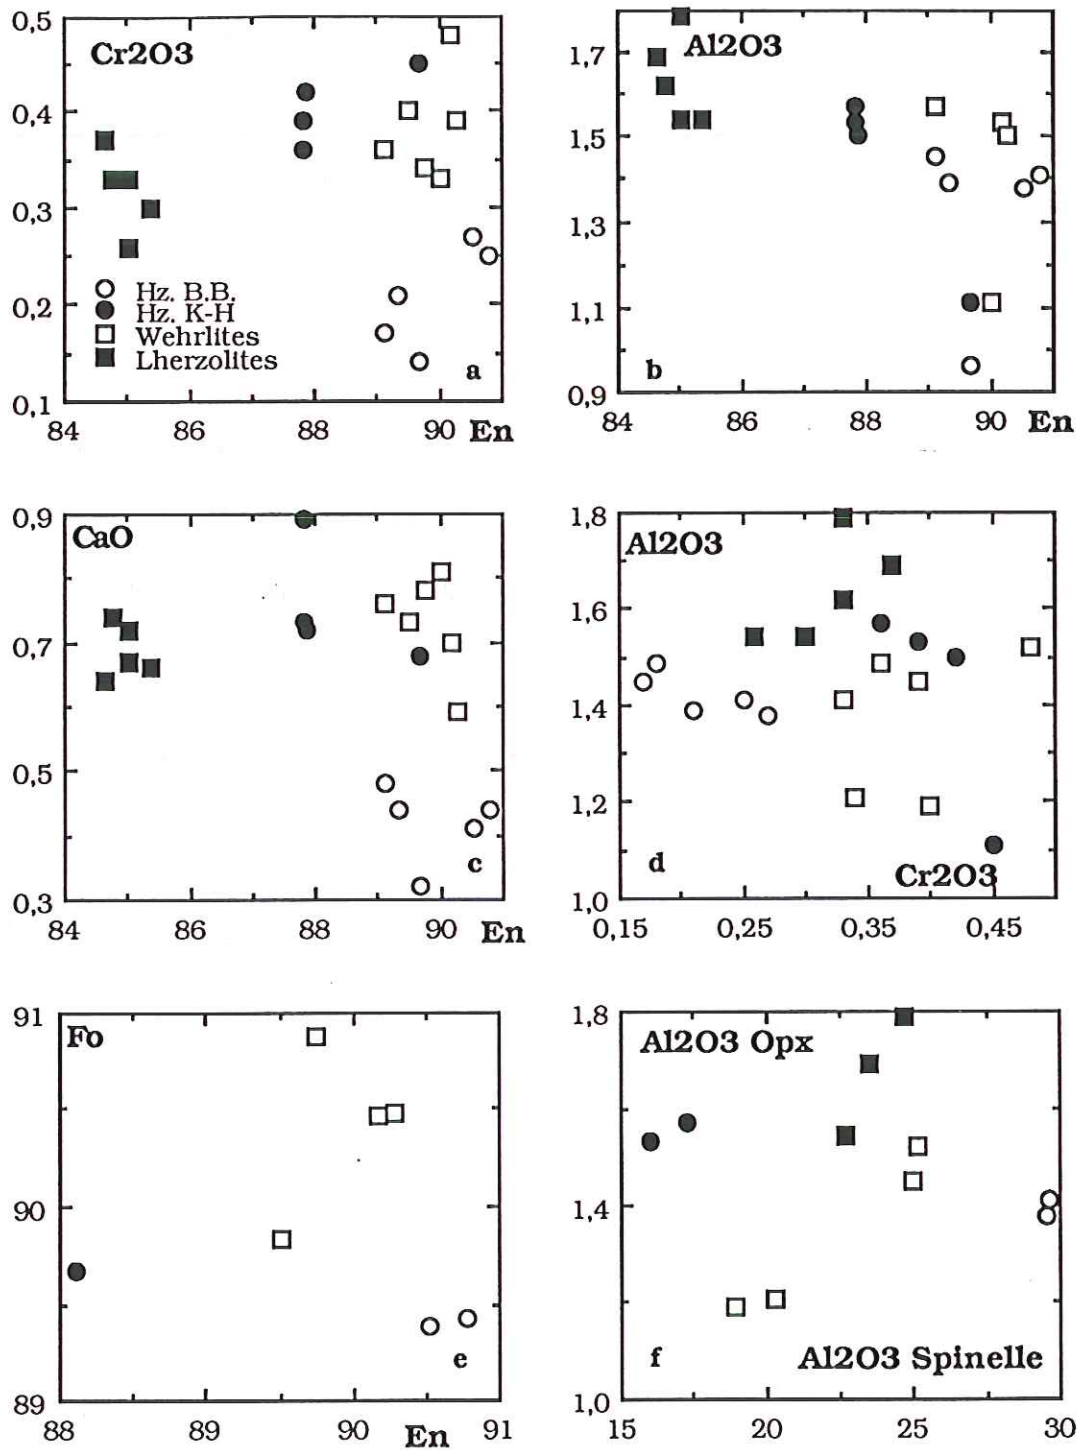 0,5
Cr2O3
0,4
0,3
Hz. B.B.
Hz. K-H
0,2
Wehrlites
Lherzolites
a
0,1
84 86 88 90 En
1,7
Al2O3
1,5
1,3
1,1
b
0,9
84 86 88 90 En
0,9
CaO
0,7
0,5
c
0,3
84 86 88 90 En
1,8
Al2O3
1,6
1,4
1,2
d
Cr2O3
1,0
0,15 0,25 0,35 0,45
91
Fo
90
e
89
88 89 90 91
En
1,8
Al2O3 Opx
1,4
f Al2O3 Spinelle
1,0
15 20 25 30